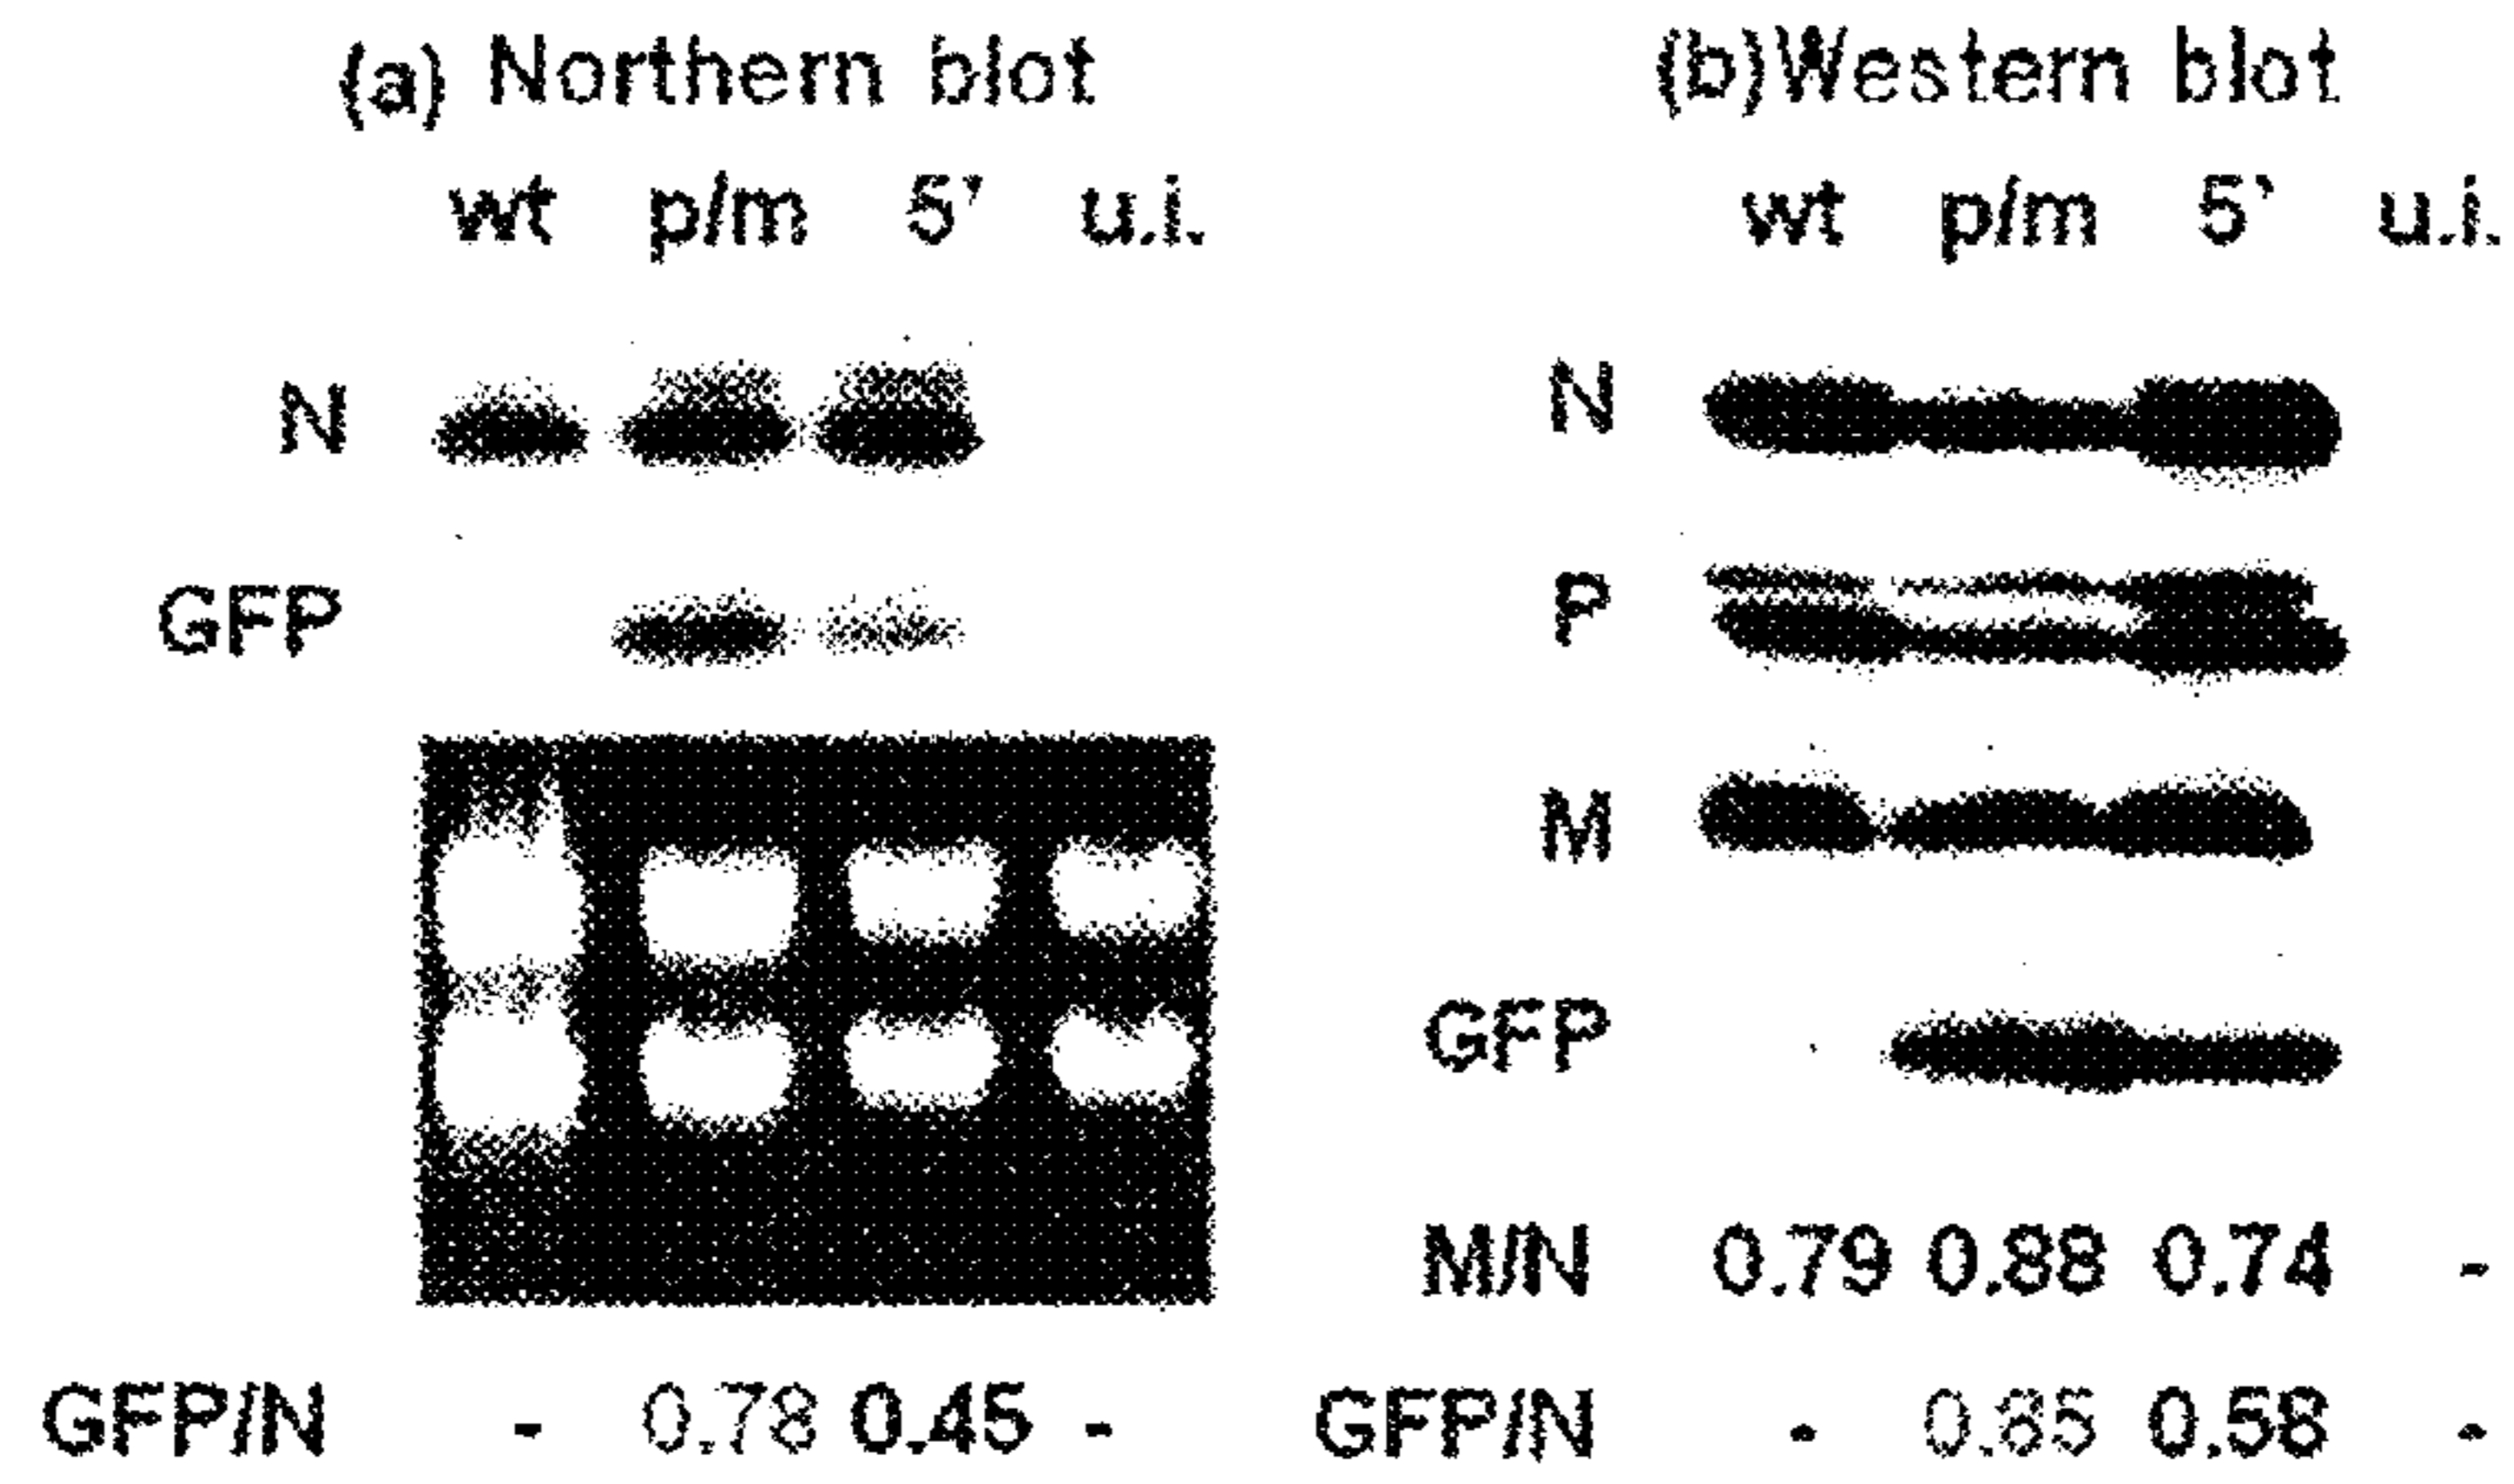 (a) Northern blot
wt p/m 5' u.i.
N
GFP
GFP/N - 0.78 0.45 -
(b)Western blot
wt p/m 5' u.i.
N
P
M
GFP
M/N 0.79 0.88 0.74 -
GFP/N - 0.85 0.58 -